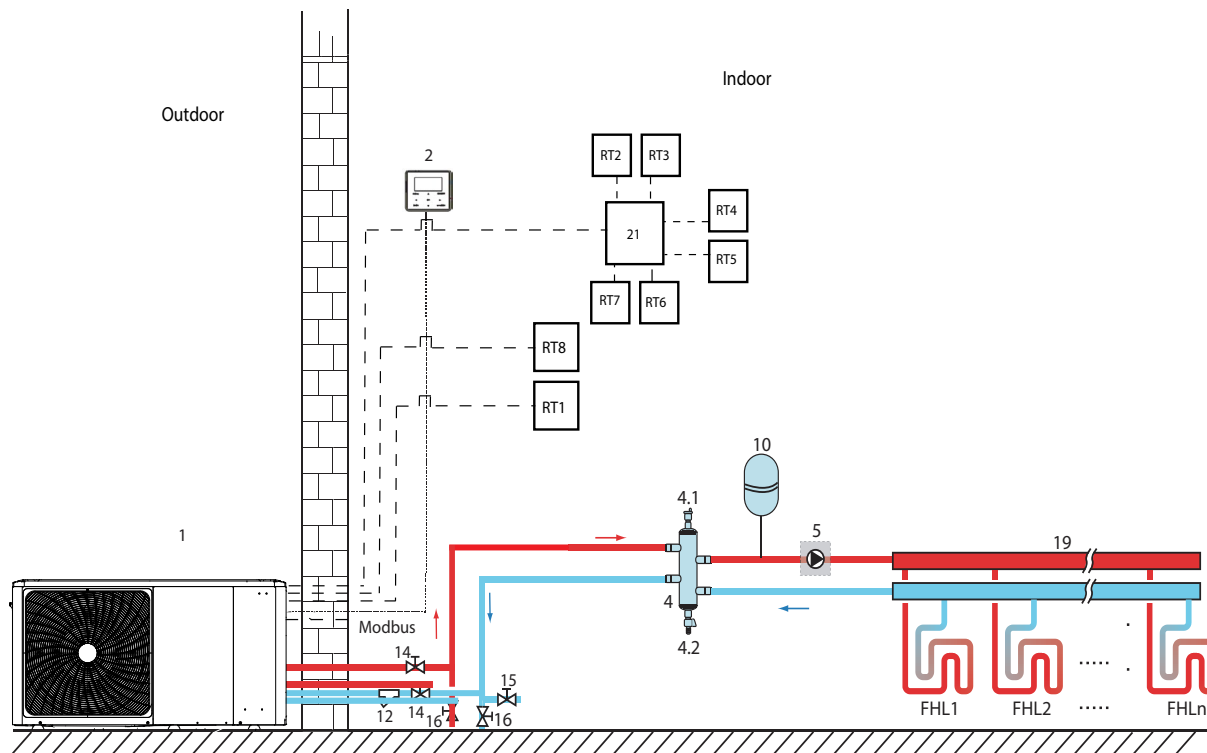 Indoor
Outdoor
2
RT2
RT3
RT4
21
RT5
RT7
RT6
RT8
RT1
10
4.1
1
5
19
4
Modbus
4.2
14
15
12
14
16
16
FHL1
FHL2
.....
.....
FHLn